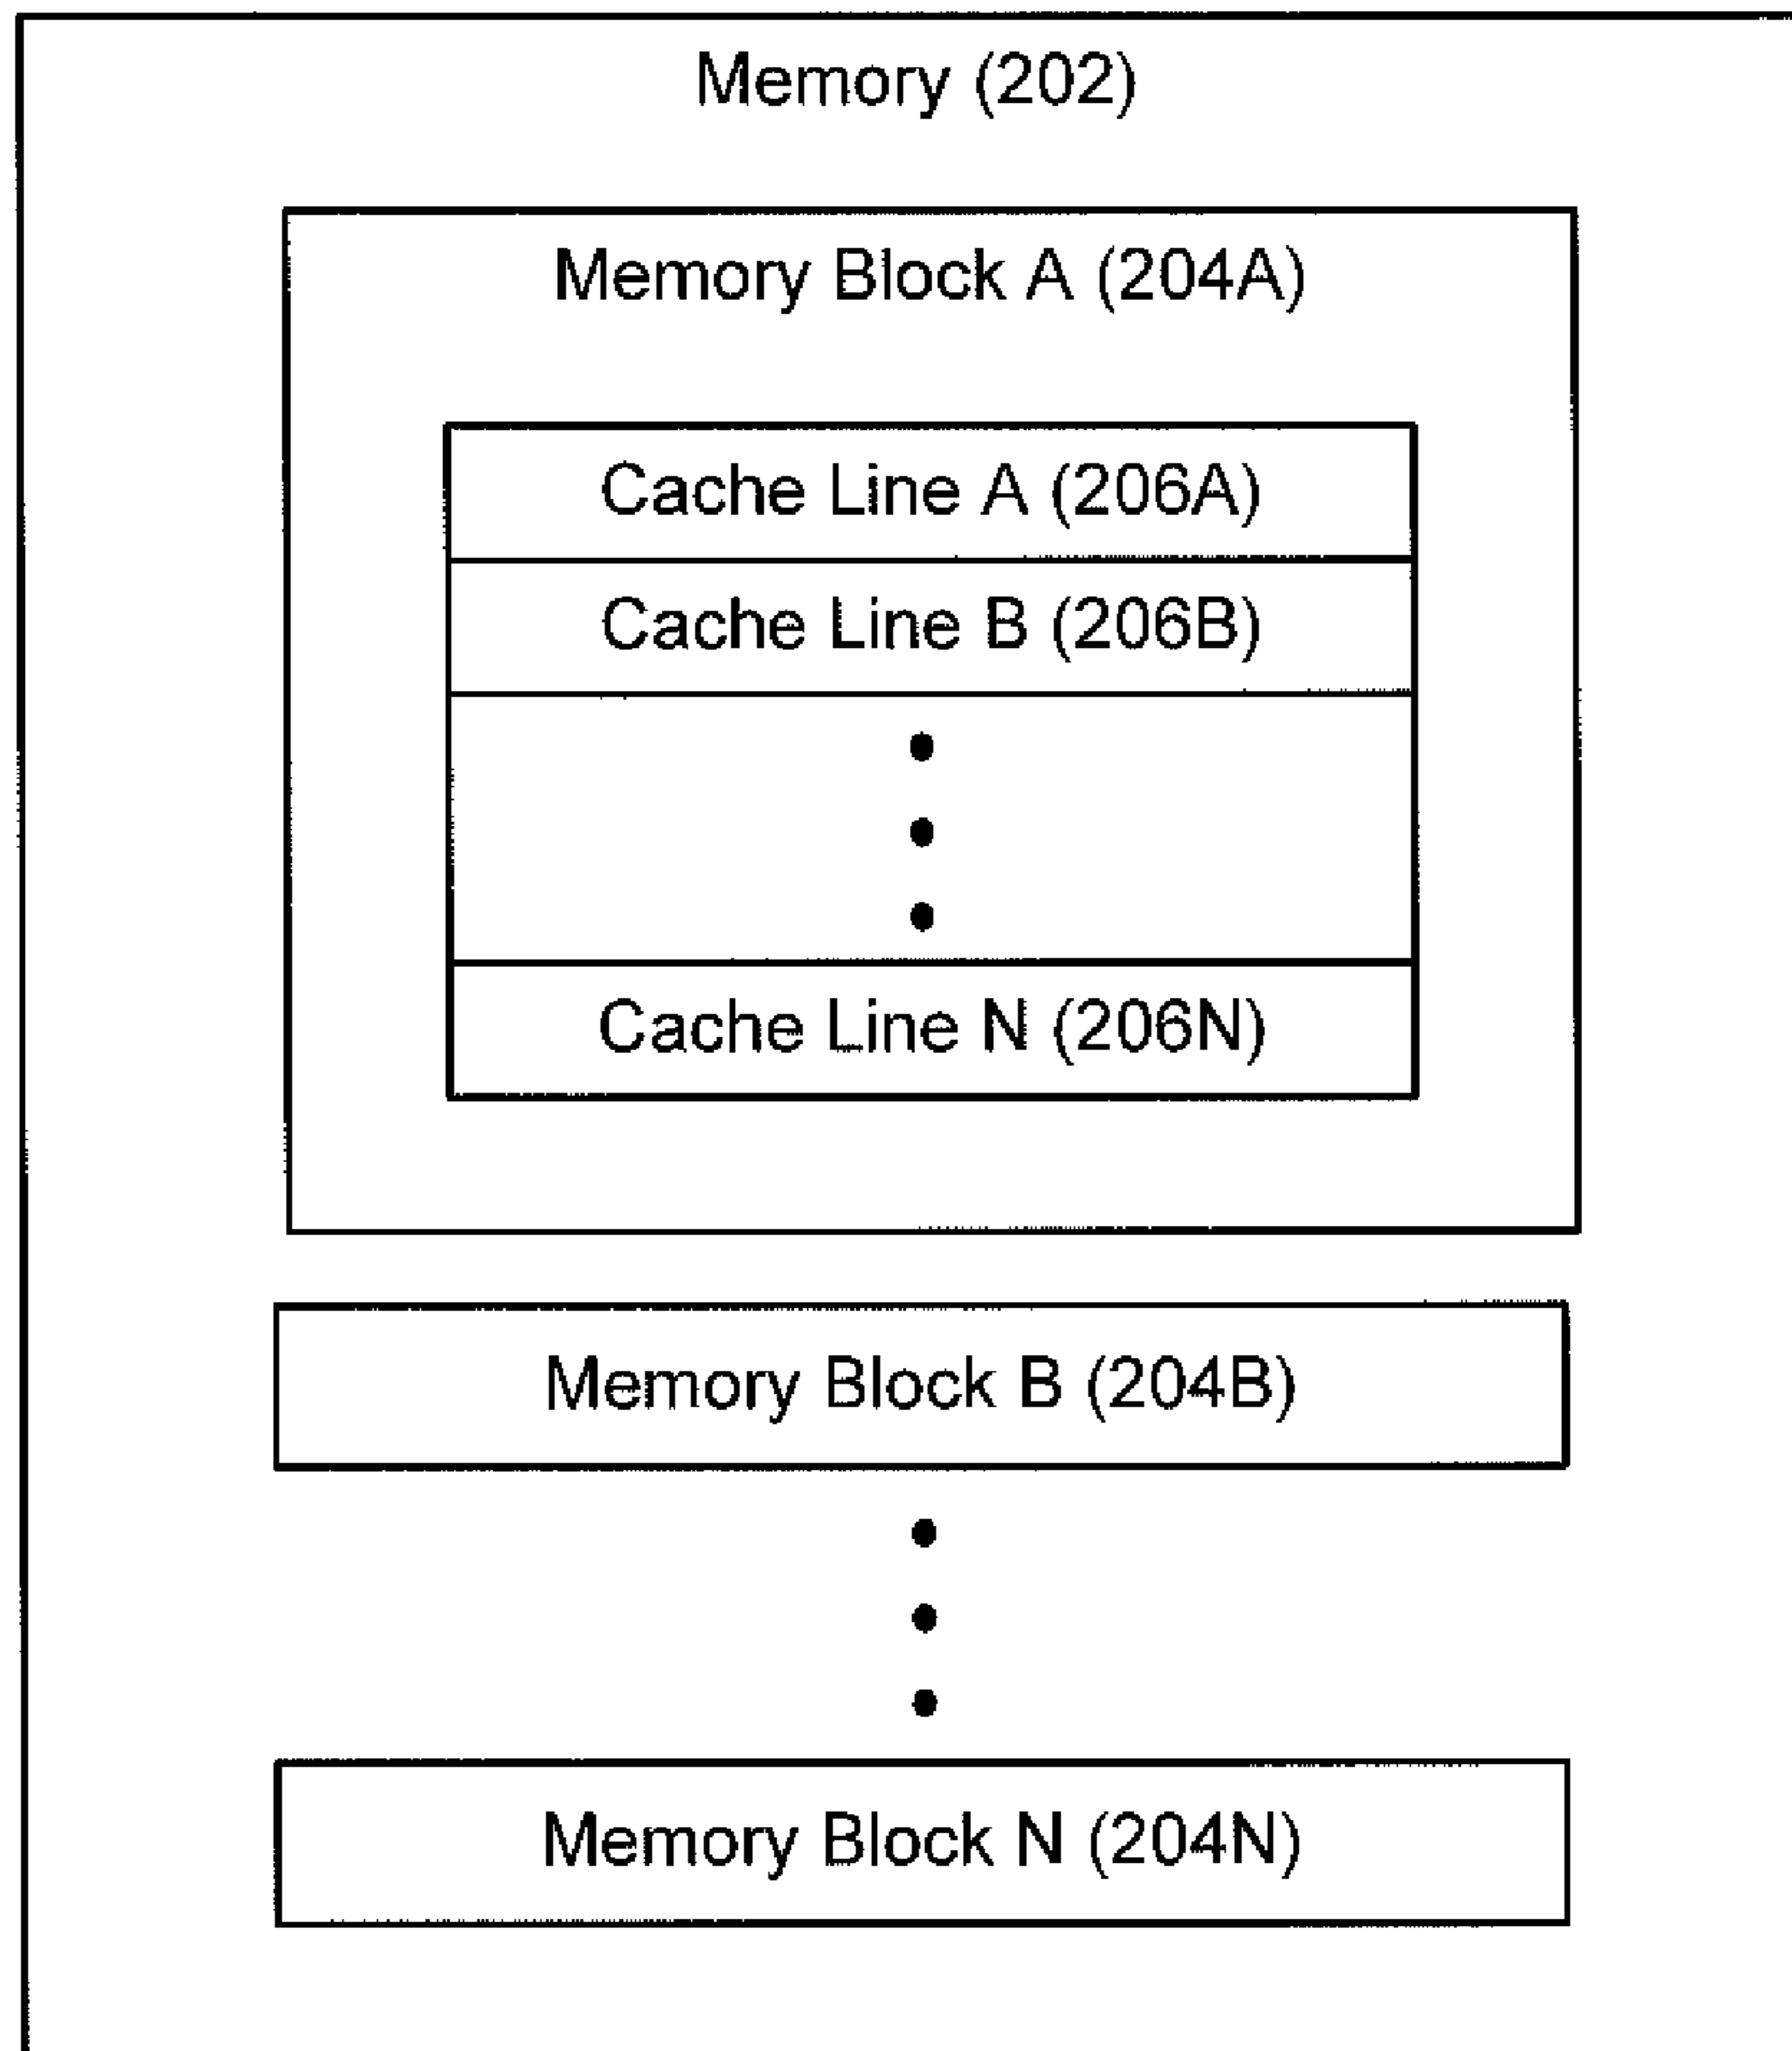 Memory (202)
Memory Block A (204A)
Cache Line A (206A)
Cache Line B (206B)
Cache Line N (206N)
Memory Block B (204B)
Memory Block N (204N)